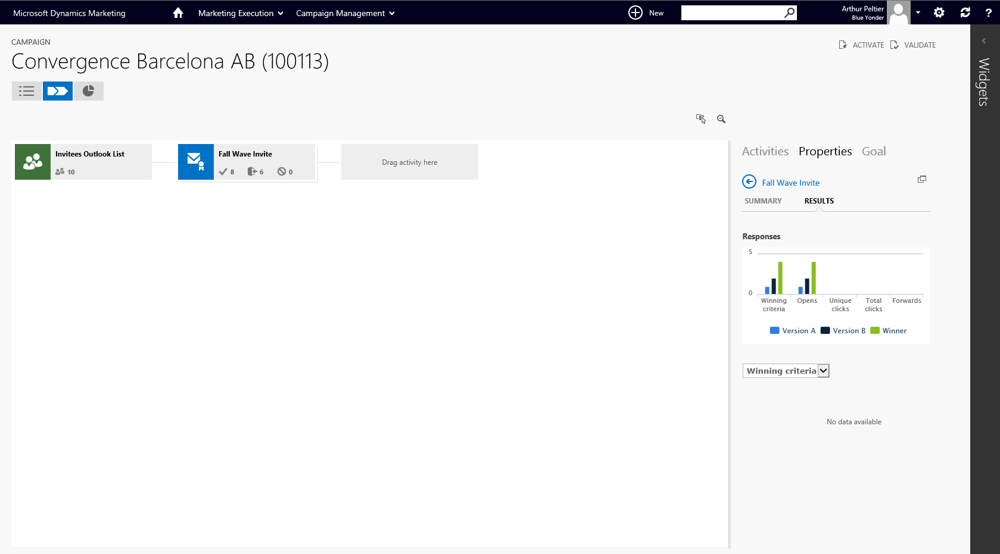 Microsoft Dynamics Marketing
Marketing Execution
Campaign Management
New
Arthur Peltier
Blue Yonder
?
CAMPAIGN
Convergence Barcelona AB (100113)
ACTIVATE
VALIDATE
Widgets
Invitees Outlook List
10
Fall Wave Invite
8 6 0
Drag activity here
Activities Properties Goal
Fall Wave Invite
SUMMARY RESULTS
Responses
5
0
Winning criteria
Opens
Unique clicks
Total clicks
Forwards
Version A Version B Winner
Winning criteria
No data available